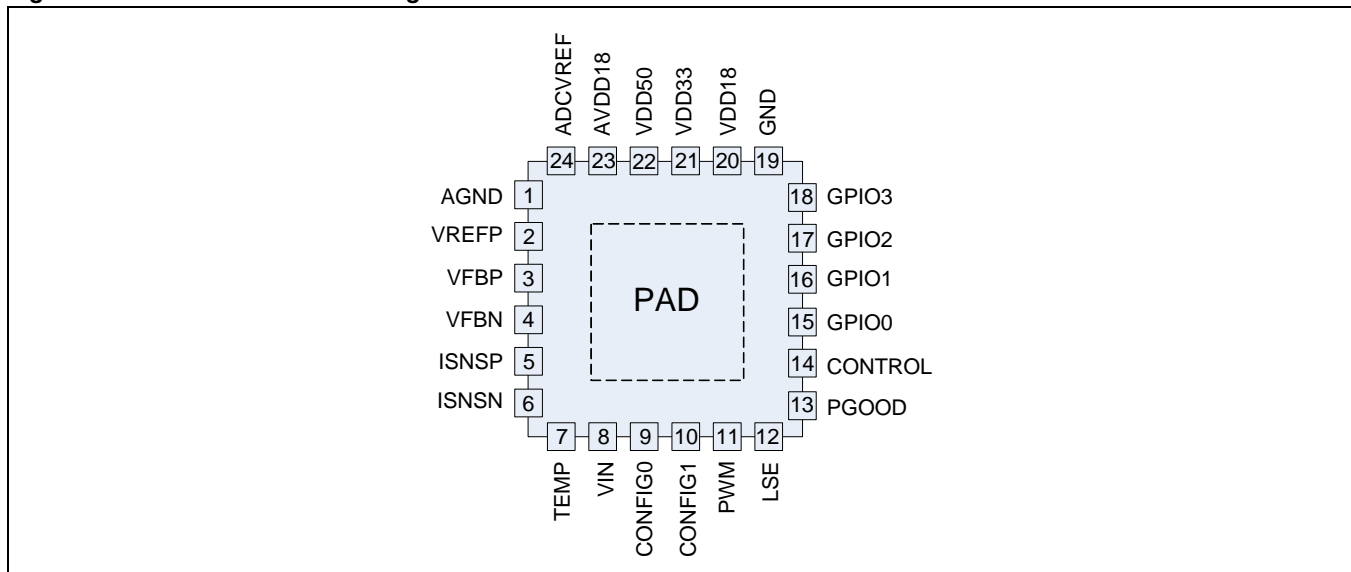 ADCVREF
AVDD18
VDD50
VDD33
VDD18
GND
24 23 22 21 20 19
AGND 1
VREFP 2
VFBP 3
VFBN 4
ISNSP 5
ISNSN 6
PAD
18 GPIO3
17 GPIO2
16 GPIO1
15 GPIO0
14 CONTROL
13 PGOOD
7 8 9 10 11 12
TEMP
VIN
CONFIG0
CONFIG1
PWM
LSE